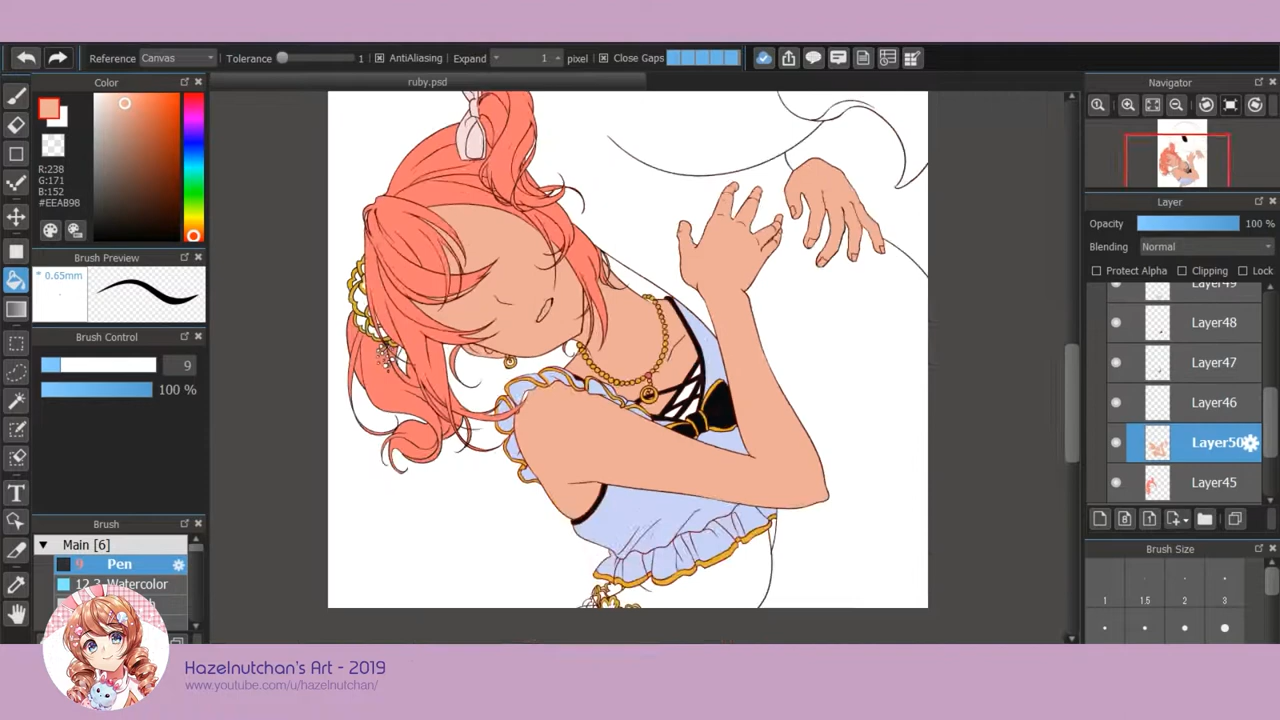 Reference Canvas Tolerance 1 AntiAliasing Expand 1 pixel Close Gaps
Color
ruby.psd
Navigator
R:238
G:171
B:152
#EEAB98
Layer
Opacity 100 %
Blending Normal
Protect Alpha Clipping Lock
Brush Preview
* 0.65mm
Layer49
Layer48
Brush Control
9
Layer47
100 %
Layer46
Layer50
Layer45
Brush
Main [6]
9 Pen
12.3 Watercolor
Brush Size
1 1.5 2 3
T
Hazelnutchan's Art - 2019
www.youtube.com/u/hazelnutchan/